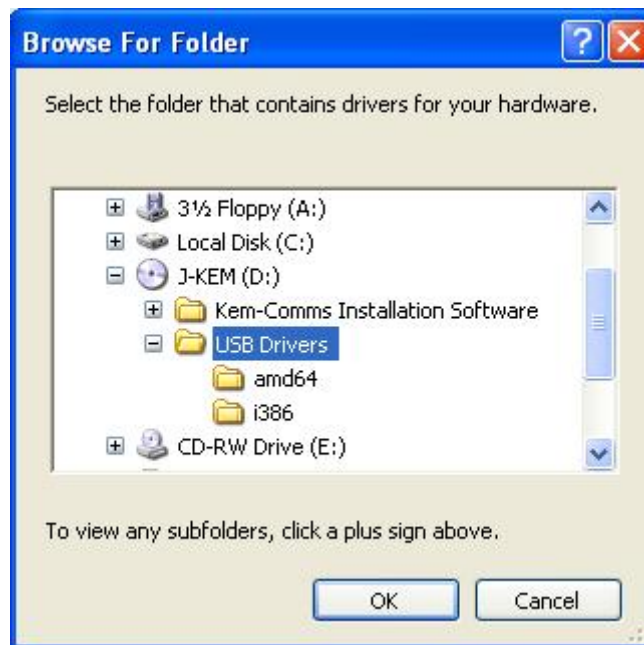 Browse For Folder
Select the folder that contains drivers for your hardware.
3½ Floppy (A:)
Local Disk (C:)
J-KEM (D:)
Kem-Comms Installation Software
USB Drivers
amd64
i386
CD-RW Drive (E:)
To view any subfolders, click a plus sign above.
OK
Cancel